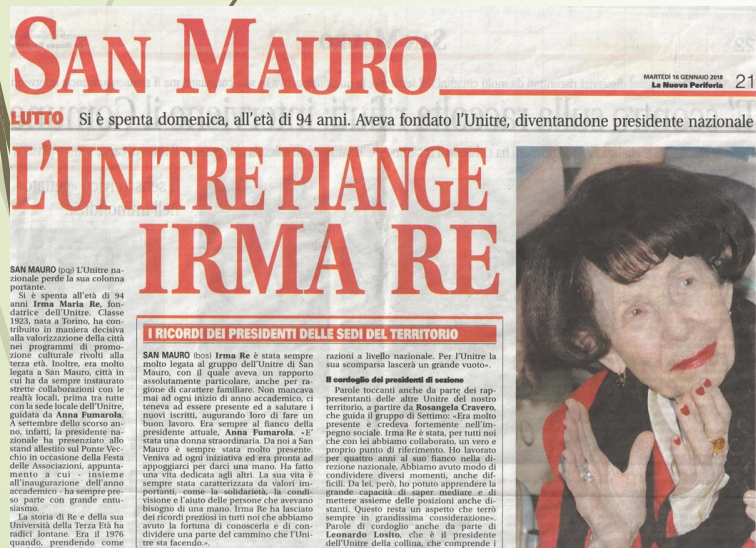 SAN MAURO
MARTEDÌ 16 GENNAIO 2018
La Nuova Periferia 21
LUTTO Si è spenta domenica, all'età di 94 anni. Aveva fondato l'Unitre, diventandone presidente nazionale
L'UNITRE PIANGE
IRMA RE
SAN MAURO (pqj) L'Unitre na-
zionale perde la sua colonna
portante.
Si è spenta all'età di 94
anni Irma Maria Re, fon-
datrice dell'Unitre. Classe
1923, nata a Torino, ha con-
tribuito in maniera decisiva
alla valorizzazione della città
nei programmi di promo-
zione culturale rivolti alla
terza età. Inoltre, era molto
legata a San Mauro, città in
cui ha da sempre instaurato
strette collaborazioni con le
realtà locali, prima tra tutte
con la sede locale dell'Unitre,
guidata da Anna Fumarola.
A settembre dello scorso an-
no, infatti, la presidente na-
zionale ha presenziato allo
stand allestito sul Ponte Vec-
chio in occasione della Festa
delle Associazioni, appunta-
mento a cui - insieme
all'inaugurazione dell'anno
accademico - ha sempre pre-
so parte con grande entu-
siasmo.
La storia di Re e della sua
Università della Terza Età ha
radici lontane. Era il 1976
quando, prendendo come
I RICORDI DEI PRESIDENTI DELLE SEDI DEL TERRITORIO
SAN MAURO (bos) Irma Re è stata sempre
molto legata al gruppo dell'Unitre di San
Mauro, con il quale aveva un rapporto
assolutamente particolare, anche per ra-
gione di carattere familiare. Non mancava
mai ad ogni inizio di anno accademico, ci
teneva ad essere presente ed a salutare i
nuovi iscritti, augurando loro di fare un
buon lavoro. Era sempre al fianco della
presidente attuale, Anna Fumarola. «E'
stata una donna straordinaria. Da noi a San
Mauro è sempre stata molto presente.
Veniva ad ogni iniziativa ed era pronta ad
appoggiarci per darci una mano. Ha fatto
una vita dedicata agli altri. La sua vita è
sempre stata caratterizzata da valori im-
portanti, come la solidarietà, la condi-
visione e l'aiuto delle persone che avevano
bisogno di una mano. Irma Re ha lasciato
dei ricordi preziosi in tutti noi che abbiamo
avuto la fortuna di conoscerla e di con-
dividere una parte del cammino che l'Uni-
tre sta facendo.».
razioni a livello nazionale. Per l'Unitre la
sua scomparsa lascerà un grande vuoto».
Il cordoglio dei presidenti di sezione
Parole toccanti anche da parte dei rap-
presentanti delle altre Unitre del nostro
territorio, a partire da Rosangela Cravero,
che guida il gruppo di Settimo: «Era molto
presente e credeva fortemente nell'im-
pegno sociale. Irma Re è stata, per tutti noi
che con lei abbiamo collaborato, un vero e
proprio punto di riferimento. Ho lavorato
per quattro anni al suo fianco nella di-
rezione nazionale. Abbiamo avuto modo di
condividere diversi momenti, anche dif-
ficili. Da lei, però, ho potuto apprendere la
grande capacità di saper mediare e di
mettere assieme delle posizioni anche di-
stanti. Questo resta un aspetto che terrò
sempre in grandissima considerazione».
Parole di cordoglio anche da parte di
Leonardo Losito, che è il presidente
dell'Unitre della collina, che comprende i